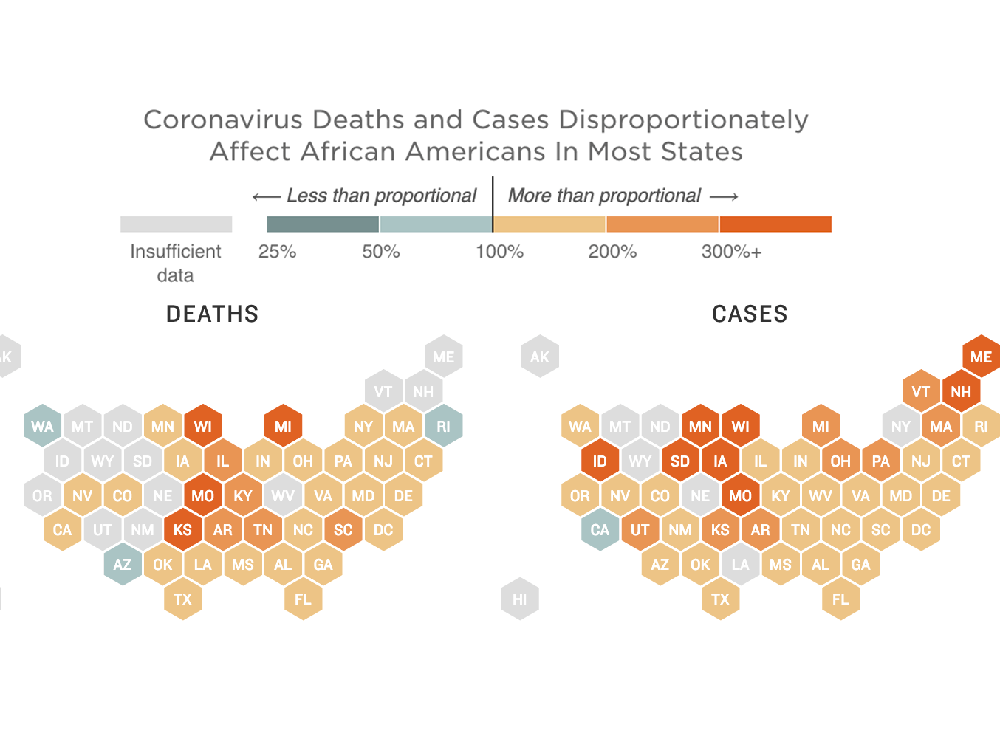 Coronavirus Deaths and Cases Disproportionately
Affect African Americans In Most States
← Less than proportional More than proportional →
Insufficient
data
25% 50% 100% 200% 300%+
DEATHS
K ME
VT NH
WA MT ND MN WI MI NY MA RI
ID WY SD IA IL IN OH PA NJ CT
OR NV CO NE MO KY WV VA MD DE
CA UT NM KS AR TN NC SC DC
AZ OK LA MS AL GA
TX FL
CASES
AK ME
VT NH
WA MT ND MN WI MI NY MA RI
ID WY SD IA IL IN OH PA NJ CT
OR NV CO NE MO KY WV VA MD DE
CA UT NM KS AR TN NC SC DC
AZ OK LA MS AL GA
HI TX FL